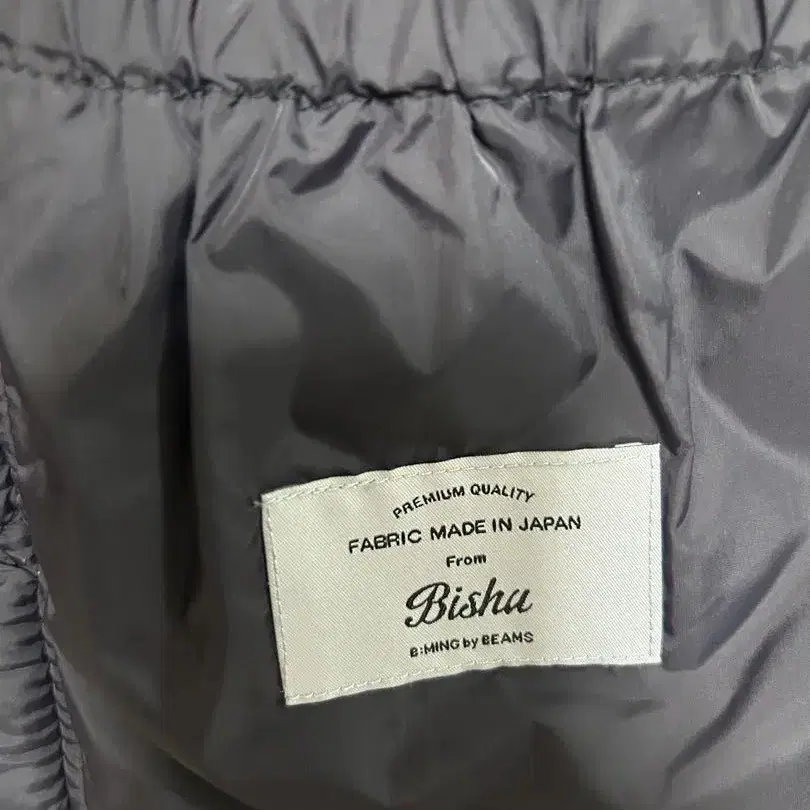 PREMIUM QUALITY
FABRIC MADE IN JAPAN
From
Bishu
B:MING by BEAMS